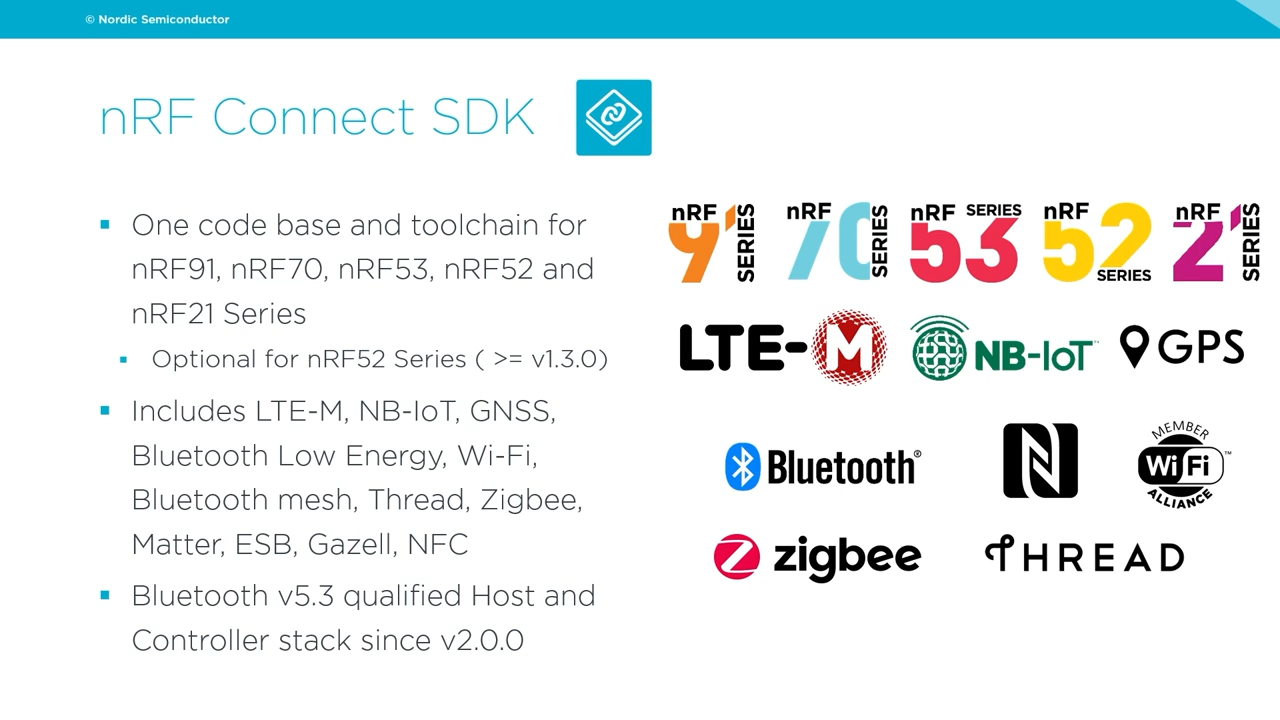 © Nordic Semiconductor
nRF Connect SDK
One code base and toolchain for
nRF91, nRF70, nRF53, nRF52 and
nRF21 Series
Optional for nRF52 Series ( >= v1.3.0)
Includes LTE-M, NB-IoT, GNSS,
Bluetooth Low Energy, Wi-Fi,
Bluetooth mesh, Thread, Zigbee,
Matter, ESB, Gazell, NFC
Bluetooth v5.3 qualified Host and
Controller stack since v2.0.0
nRF 91 SERIES
nRF 70 SERIES
nRF 53 SERIES
nRF 52 SERIES
nRF 21 SERIES
LTE-M
NB-IoT™
GPS
Bluetooth®
N
MEMBER
WiFi™
ALLIANCE
zigbee
THREAD